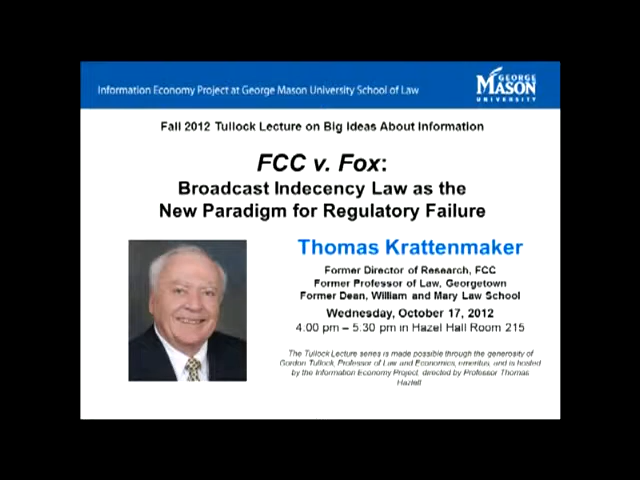 Information Economy Project at George Mason University School of Law
GEORGE
MASON
UNIVERSITY
Fall 2012 Tullock Lecture on Big Ideas About Information
FCC v. Fox:
Broadcast Indecency Law as the
New Paradigm for Regulatory Failure
Thomas Krattenmaker
Former Director of Research, FCC
Former Professor of Law, Georgetown
Former Dean, William and Mary Law School
Wednesday, October 17, 2012
4:00 pm – 5:30 pm in Hazel Hall Room 215
The Tullock Lecture series is made possible through the generosity of
Gordon Tullock, Professor of Law and Economics, emeritus, and is hosted
by the Information Economy Project, directed by Professor Thomas
Hazlett